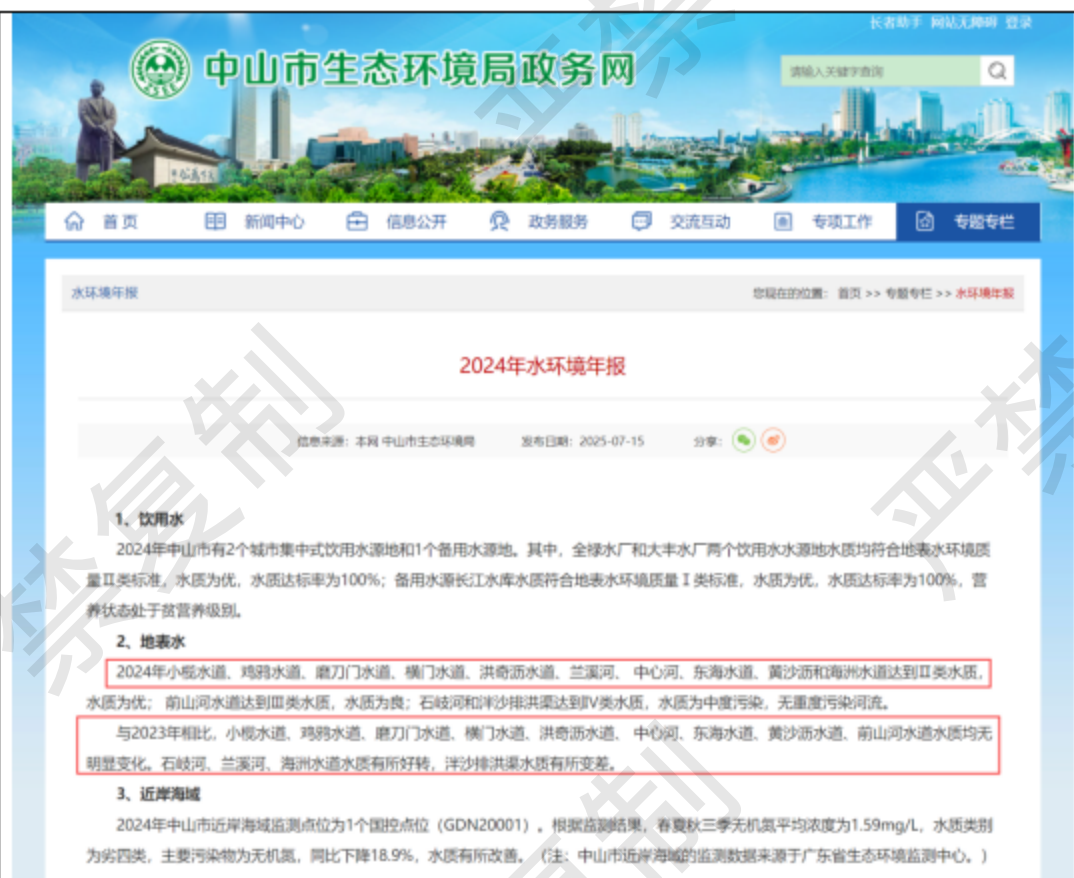 长者助手 网站无障碍 登录
中山市生态环境局政务网
请输入关键字查询
首页 新闻中心 信息公开 政务服务 交流互动 专项工作 专题专栏
水环境年报 您现在的位置: 首页 >> 专题专栏 >> 水环境年报
2024年水环境年报
信息来源: 本网 中山市生态环境局 发布日期: 2025-07-15 分享:
1、饮用水
2024年中山市有2个城市集中式饮用水源地和1个备用水源地。其中，全禄水厂和大丰水厂两个饮用水水源地水质均符合地表水环境质
量Ⅱ类标准，水质为优，水质达标率为100%；备用水源长江水库水质符合地表水环境质量Ⅰ类标准，水质为优，水质达标率为100%，营
养状态处于贫营养级别。
2、地表水
2024年小榄水道、鸡鸦水道、磨刀门水道、横门水道、洪奇沥水道、兰溪河、 中心河、东海水道、黄沙沥和海洲水道达到Ⅱ类水质，
水质为优； 前山河水道达到Ⅲ类水质，水质为良；石岐河和泮沙排洪渠达到Ⅳ类水质，水质为中度污染，无重度污染河流。
与2023年相比，小榄水道、鸡鸦水道、磨刀门水道、横门水道、洪奇沥水道、 中心河、东海水道、黄沙沥水道、前山河水道水质均无
明显变化。石岐河、兰溪河、海洲水道水质有所好转，泮沙排洪渠水质有所变差。
3、近岸海域
2024年中山市近岸海域监测点位为1个国控点位（GDN20001）。根据监测结果，春夏秋三季无机氮平均浓度为1.59mg/L，水质类别
为劣四类，主要污染物为无机氮，同比下降18.9%，水质有所改善。（注：中山市近岸海域的监测数据来源于广东省生态环境监测中心。）
严禁复制